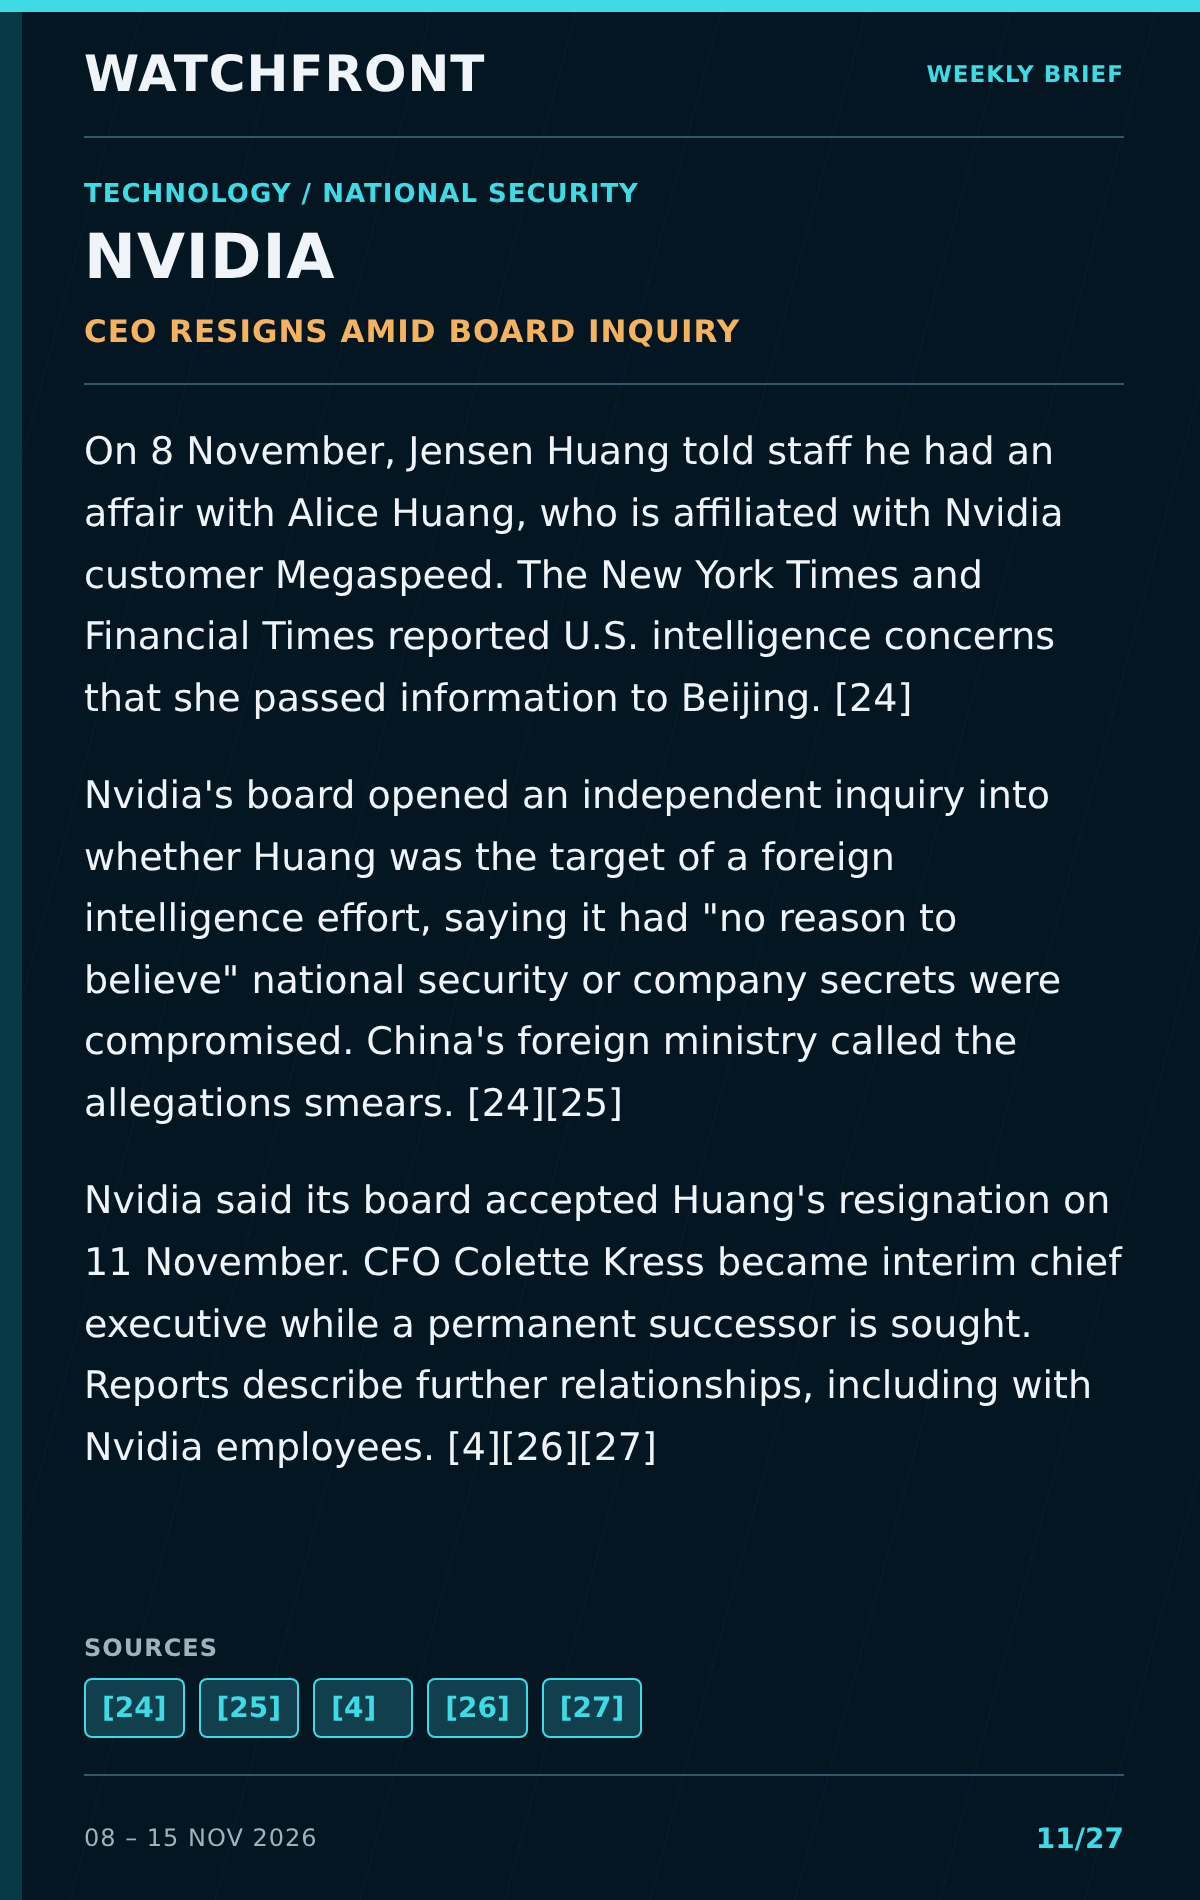 WATCHFRONT
WEEKLY BRIEF
TECHNOLOGY / NATIONAL SECURITY
NVIDIA
CEO RESIGNS AMID BOARD INQUIRY
On 8 November, Jensen Huang told staff he had an
affair with Alice Huang, who is affiliated with Nvidia
customer Megaspeed. The New York Times and
Financial Times reported U.S. intelligence concerns
that she passed information to Beijing. [24]
Nvidia's board opened an independent inquiry into
whether Huang was the target of a foreign
intelligence effort, saying it had "no reason to
believe" national security or company secrets were
compromised. China's foreign ministry called the
allegations smears. [24][25]
Nvidia said its board accepted Huang's resignation on
11 November. CFO Colette Kress became interim chief
executive while a permanent successor is sought.
Reports describe further relationships, including with
Nvidia employees. [4][26][27]
SOURCES
[24] [25] [4] [26] [27]
08 – 15 NOV 2026
11/27